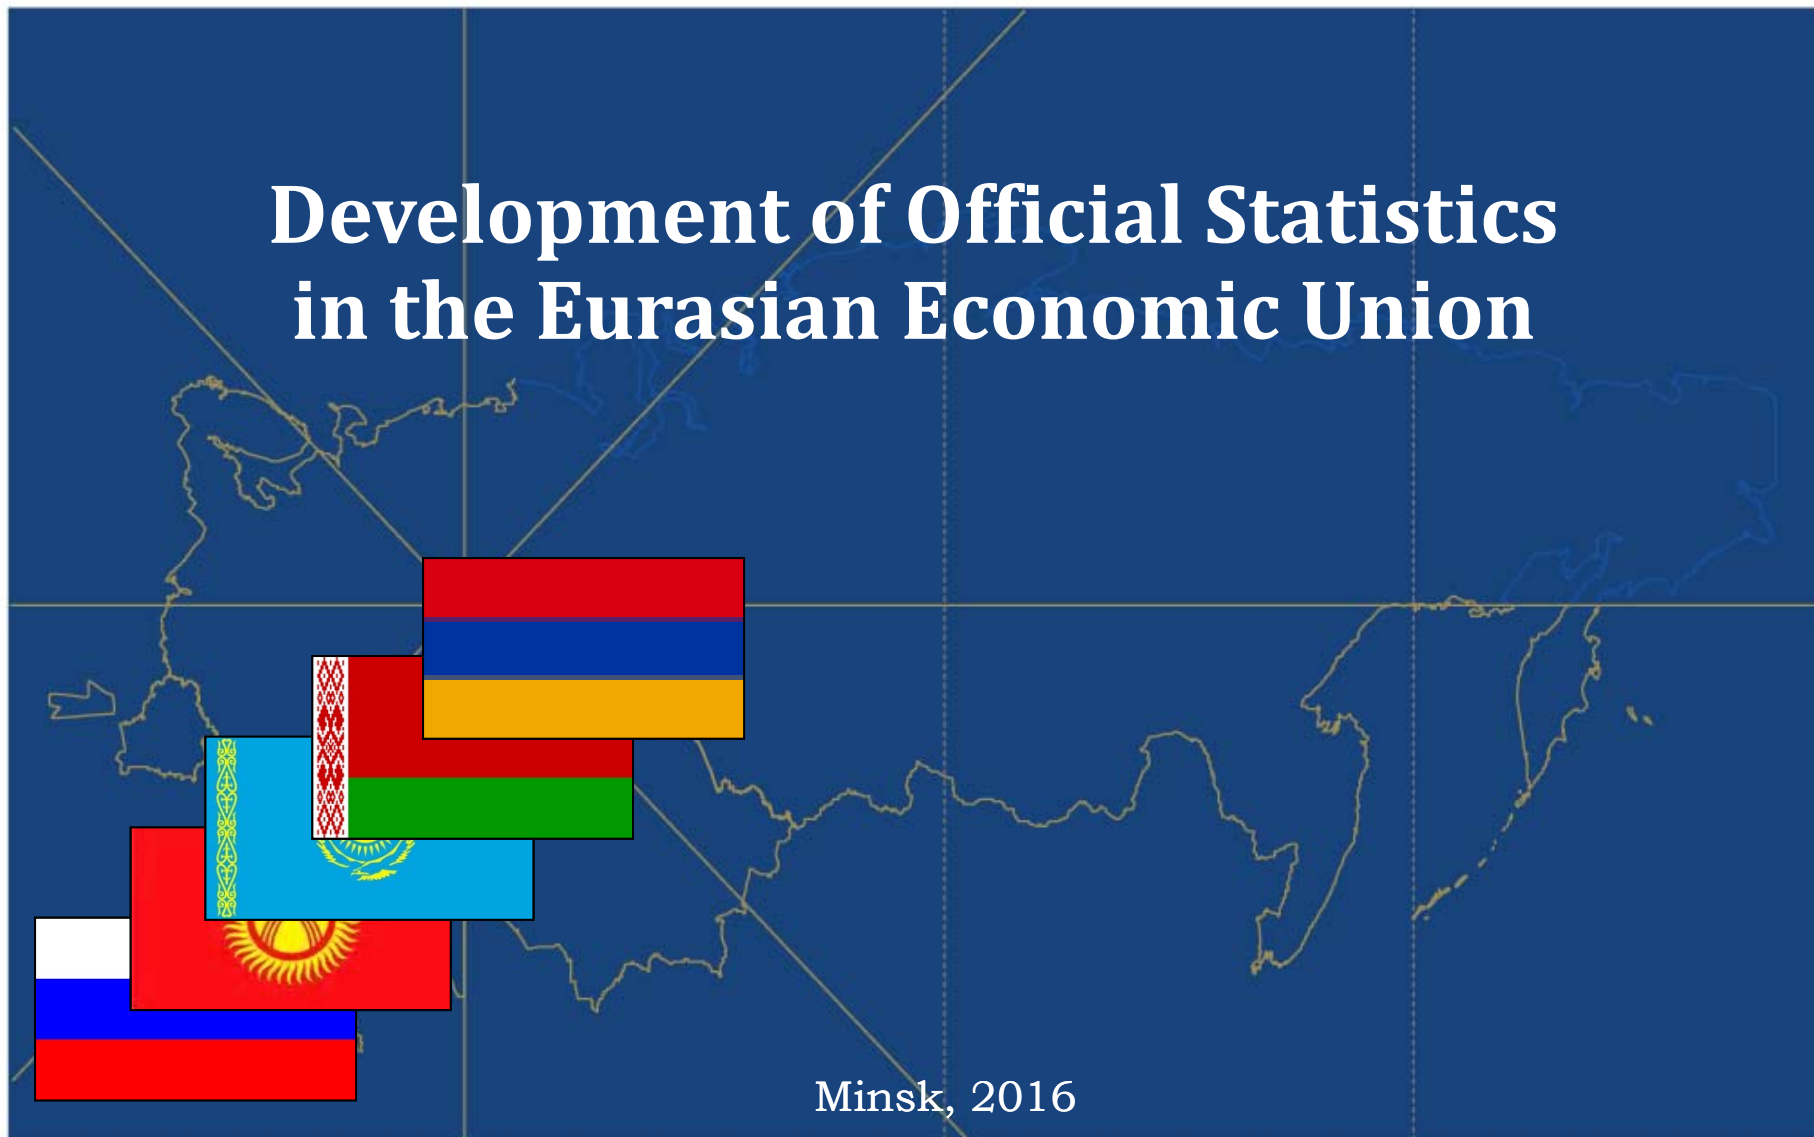 Development of Official Statistics
in the Eurasian Economic Union
Minsk, 2016